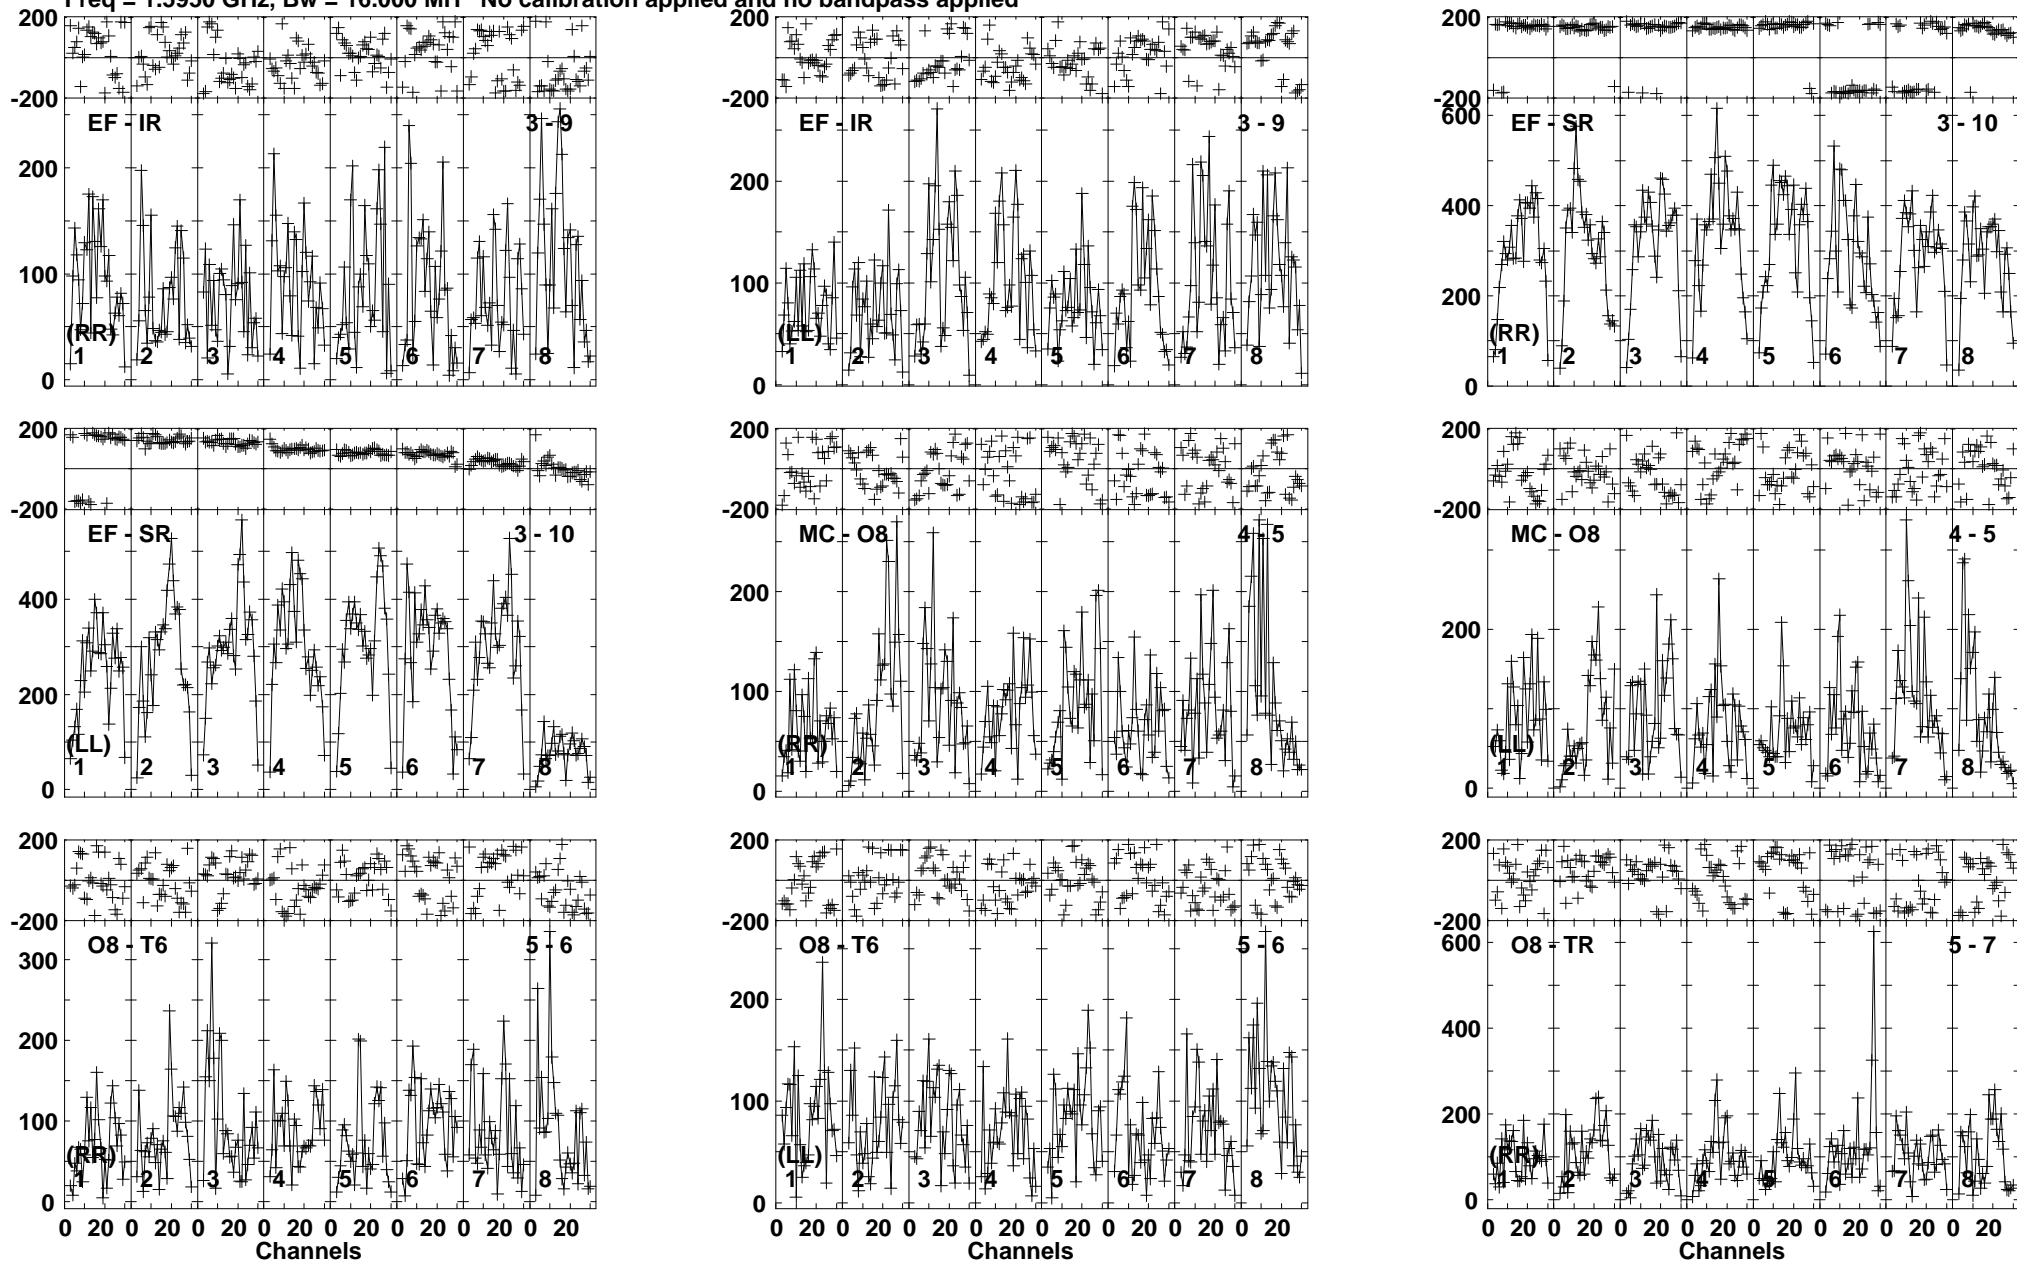 Freq = 1.5950 GHz, Bw = 16.000 MH No calibration applied and no bandpass applied
200 200 200
-200 -200 -200
EF - IR 3 - 9 EF - IR 3 - 9 600 EF - SR 3 - 10
200 200 400
100 100 200
(RR) (LL) (RR)
1 2 3 4 5 6 7 8 1 2 3 4 5 6 7 8 1 2 3 4 5 6 7 8
0 0 0
200 200 200
-200 -200 -200
EF - SR 3 - 10 MC - O8 4 - 5 MC - O8 4 - 5
400 200 200
200 100
(LL) (RR) (LL)
1 2 3 4 5 6 7 8 1 2 3 4 5 6 7 8 1 2 3 4 5 6 7 8
0 0 0
200 200 200
-200 -200 -200
O8 - T6 5 - 6 O8 - T6 5 - 6 600 O8 - TR 5 - 7
300 200 400
200 100 200
100
(RR) (LL) (RR)
1 2 3 4 5 6 7 8 1 2 3 4 5 6 7 8 1 2 3 4 5 6 7 8
0 0 0
0 20 0 20 0 20 0 20 0 20 0 20 0 20 0 20 0 20 0 20 0 20 0 20 0 20 0 20 0 20 0 20 0 20 0 20 0 20 0 20 0 20 0 20 0 20 0 20
Channels Channels Channels